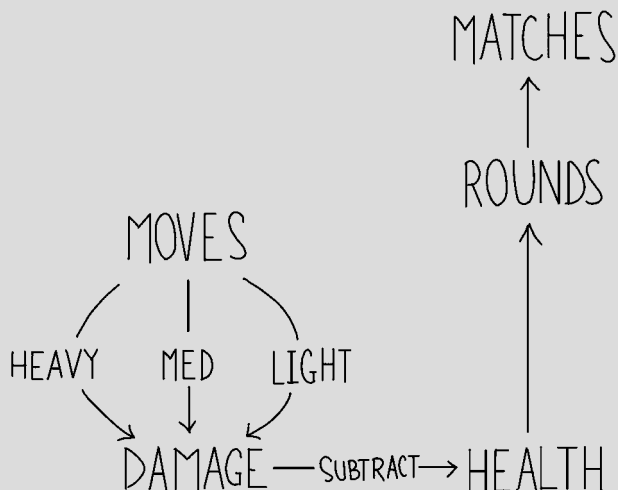 MATCHES
ROUNDS
MOVES
HEAVY MED LIGHT
DAMAGE SUBTRACT HEALTH